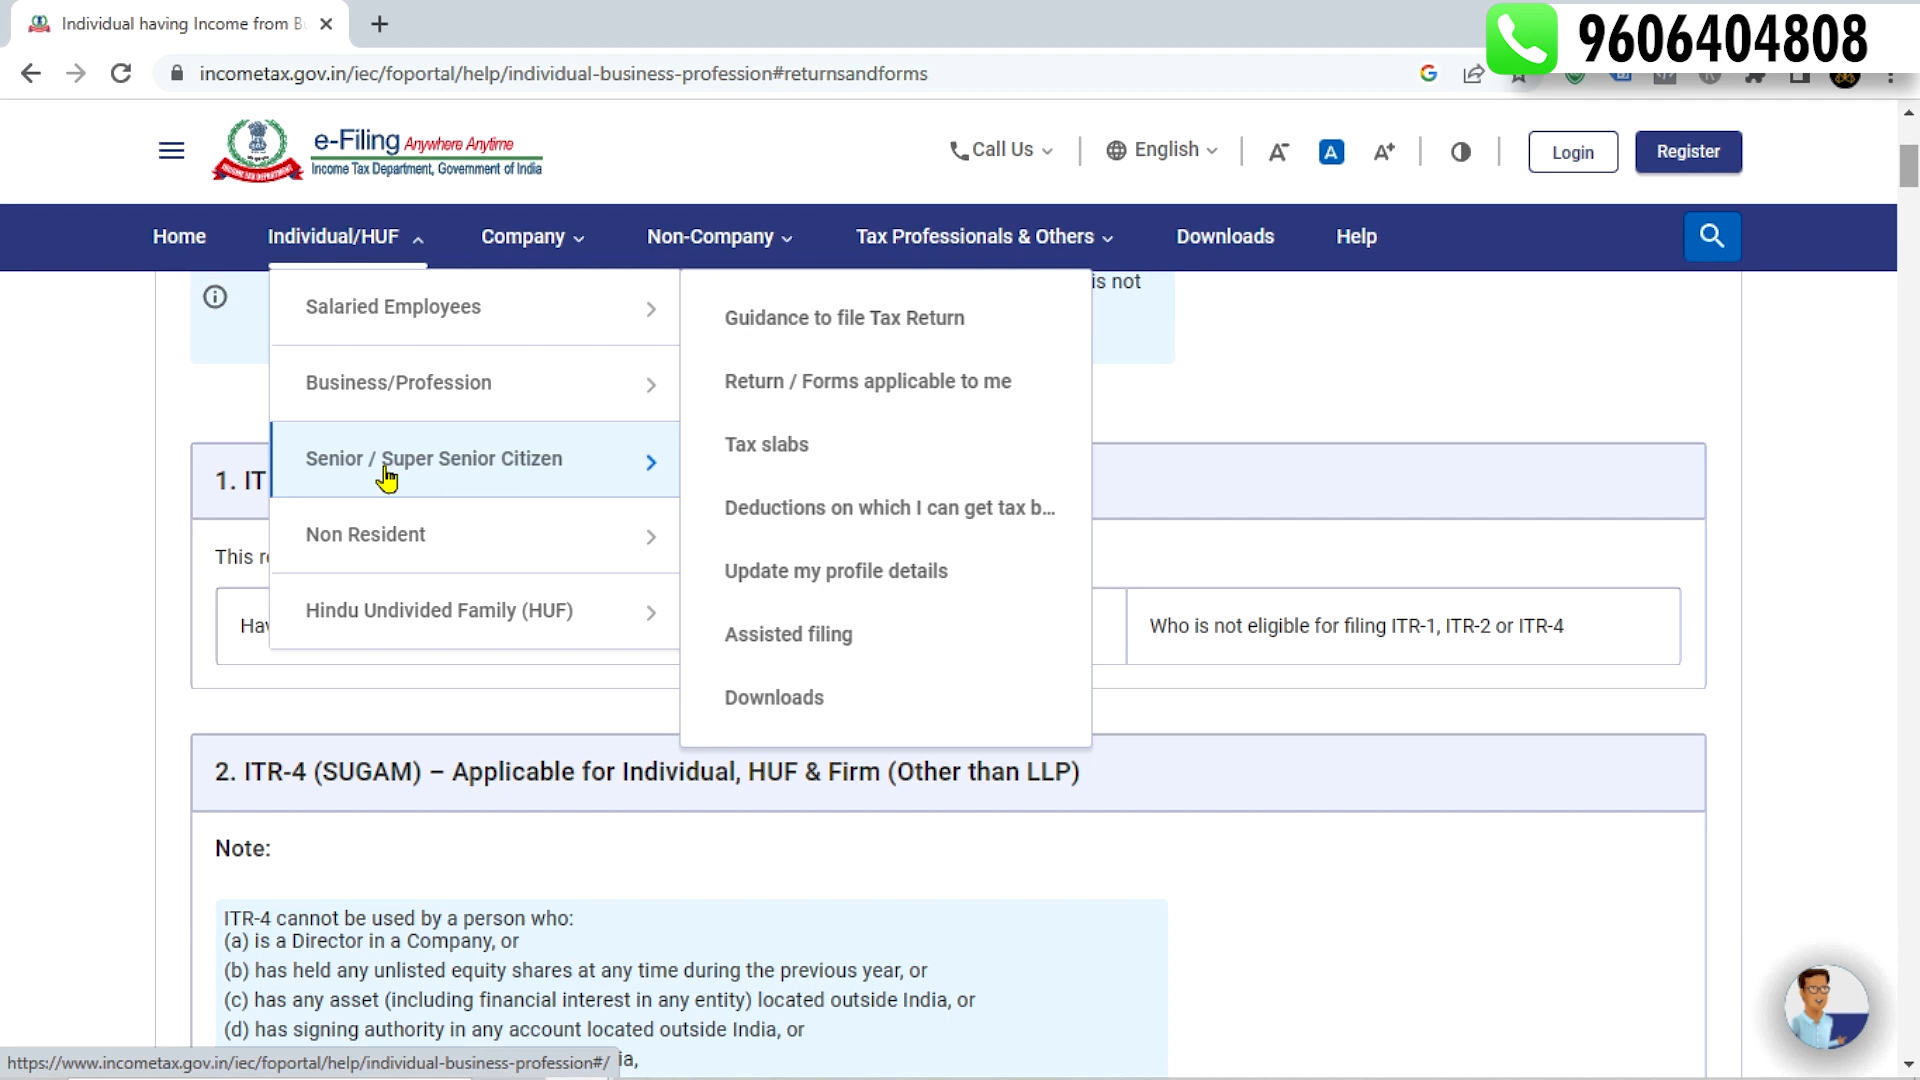 Individual having Income from B
9606404808
incometax.gov.in/iec/foportal/help/individual-business-profession#returnsandforms
e-Filing Anywhere Anytime
Income Tax Department, Government of India
Call Us
English
A-
A
A+
Login
Register
Home
Individual/HUF
Company
Non-Company
Tax Professionals & Others
Downloads
Help
is not
Salaried Employees
Business/Profession
Senior / Super Senior Citizen
Non Resident
Hindu Undivided Family (HUF)
Guidance to file Tax Return
Return / Forms applicable to me
Tax slabs
Deductions on which I can get tax b...
Update my profile details
Assisted filing
Downloads
1. IT
This r
Hav
Who is not eligible for filing ITR-1, ITR-2 or ITR-4
2. ITR-4 (SUGAM) – Applicable for Individual, HUF & Firm (Other than LLP)
Note:
ITR-4 cannot be used by a person who:
(a) is a Director in a Company, or
(b) has held any unlisted equity shares at any time during the previous year, or
(c) has any asset (including financial interest in any entity) located outside India, or
(d) has signing authority in any account located outside India, or
ia,
https://www.incometax.gov.in/iec/foportal/help/individual-business-profession#/